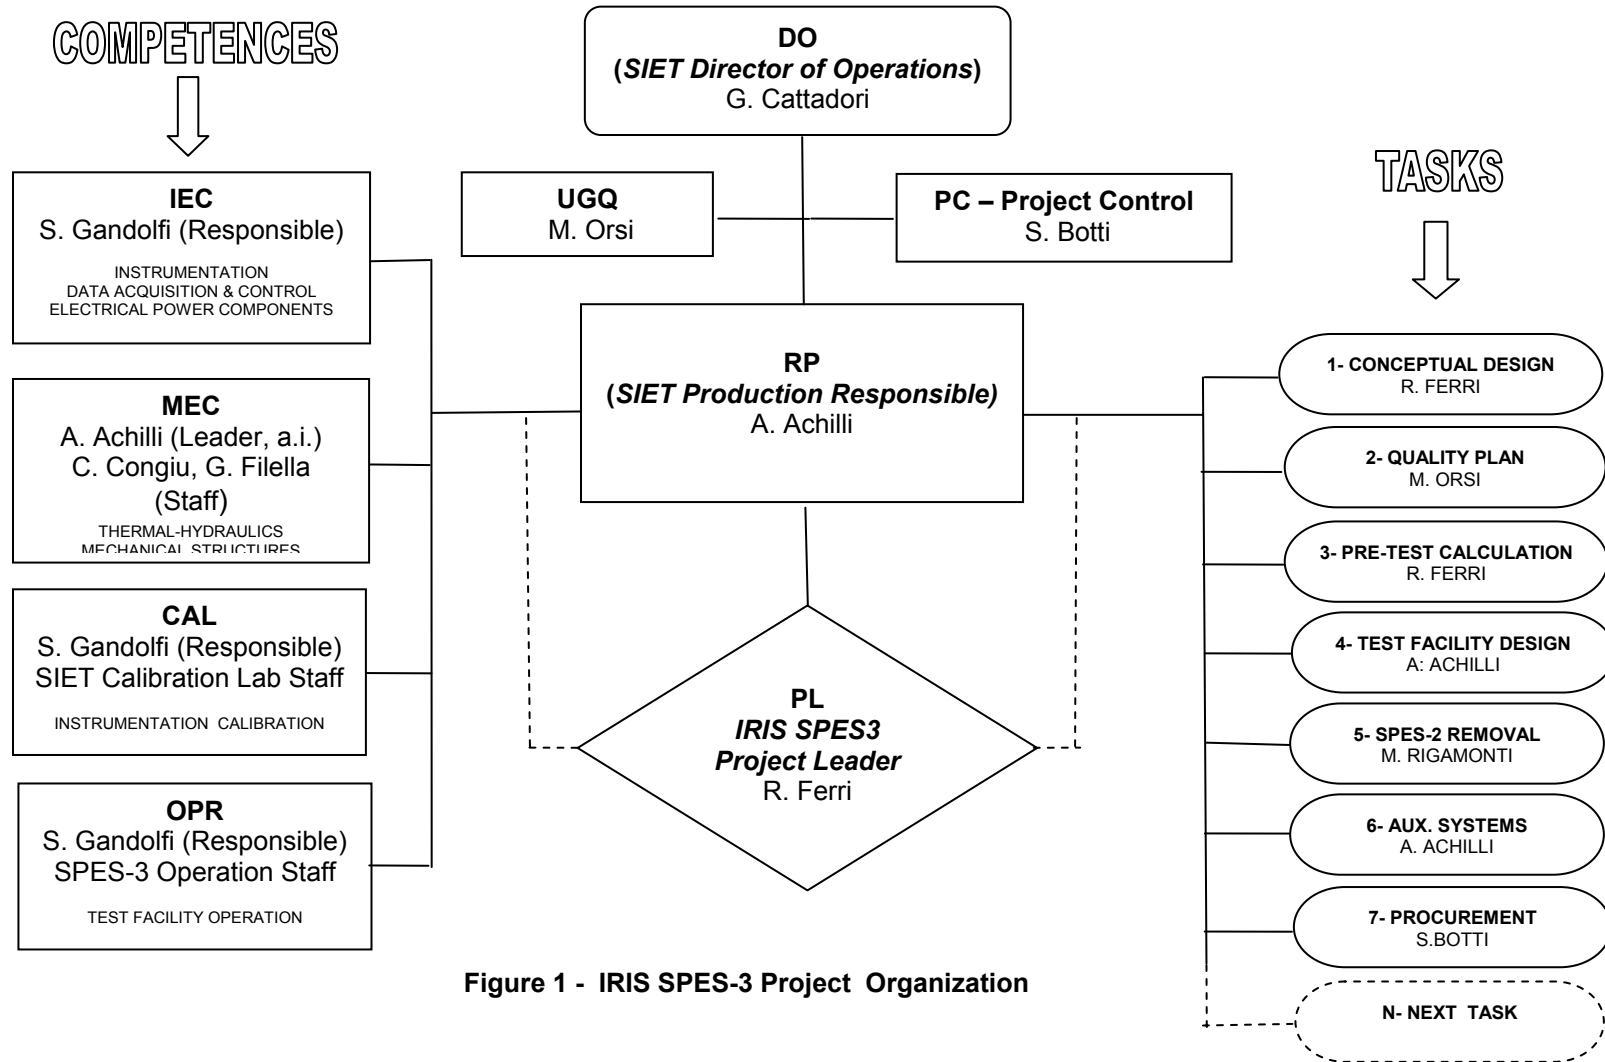 COMPETENCES
DO
(SIET Director of Operations)
G. Cattadori
TASKS
IEC
S. Gandolfi (Responsible)
INSTRUMENTATION
DATA ACQUISITION & CONTROL
ELECTRICAL POWER COMPONENTS
UGQ
M. Orsi
PC – Project Control
S. Botti
MEC
A. Achilli (Leader, a.i.)
C. Congiu, G. Filella
(Staff)
THERMAL-HYDRAULICS
MECHANICAL STRUCTURES
RP
(SIET Production Responsible)
A. Achilli
CAL
S. Gandolfi (Responsible)
SIET Calibration Lab Staff
INSTRUMENTATION CALIBRATION
OPR
S. Gandolfi (Responsible)
SPES-3 Operation Staff
TEST FACILITY OPERATION
PL
IRIS SPES3
Project Leader
R. Ferri
1- CONCEPTUAL DESIGN
R. FERRI
2- QUALITY PLAN
M. ORSI
3- PRE-TEST CALCULATION
R. FERRI
4- TEST FACILITY DESIGN
A: ACHILLI
5- SPES-2 REMOVAL
M. RIGAMONTI
6- AUX. SYSTEMS
A. ACHILLI
7- PROCUREMENT
S.BOTTI
N- NEXT TASK
Figure 1 - IRIS SPES-3 Project Organization